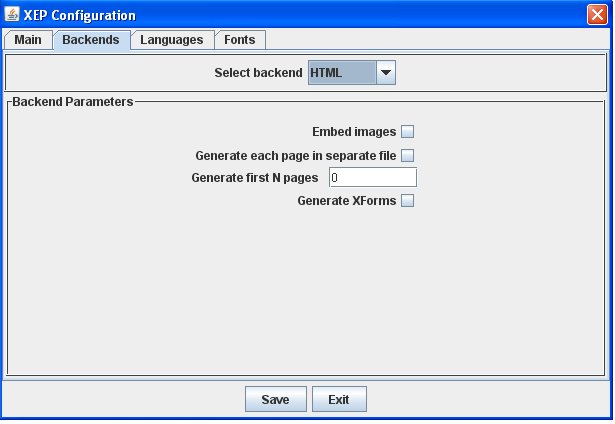 XEP Configuration
Main Backends Languages Fonts
Select backend HTML
Backend Parameters
Embed images
Generate each page in separate file
Generate first N pages 0
Generate XForms
Save Exit